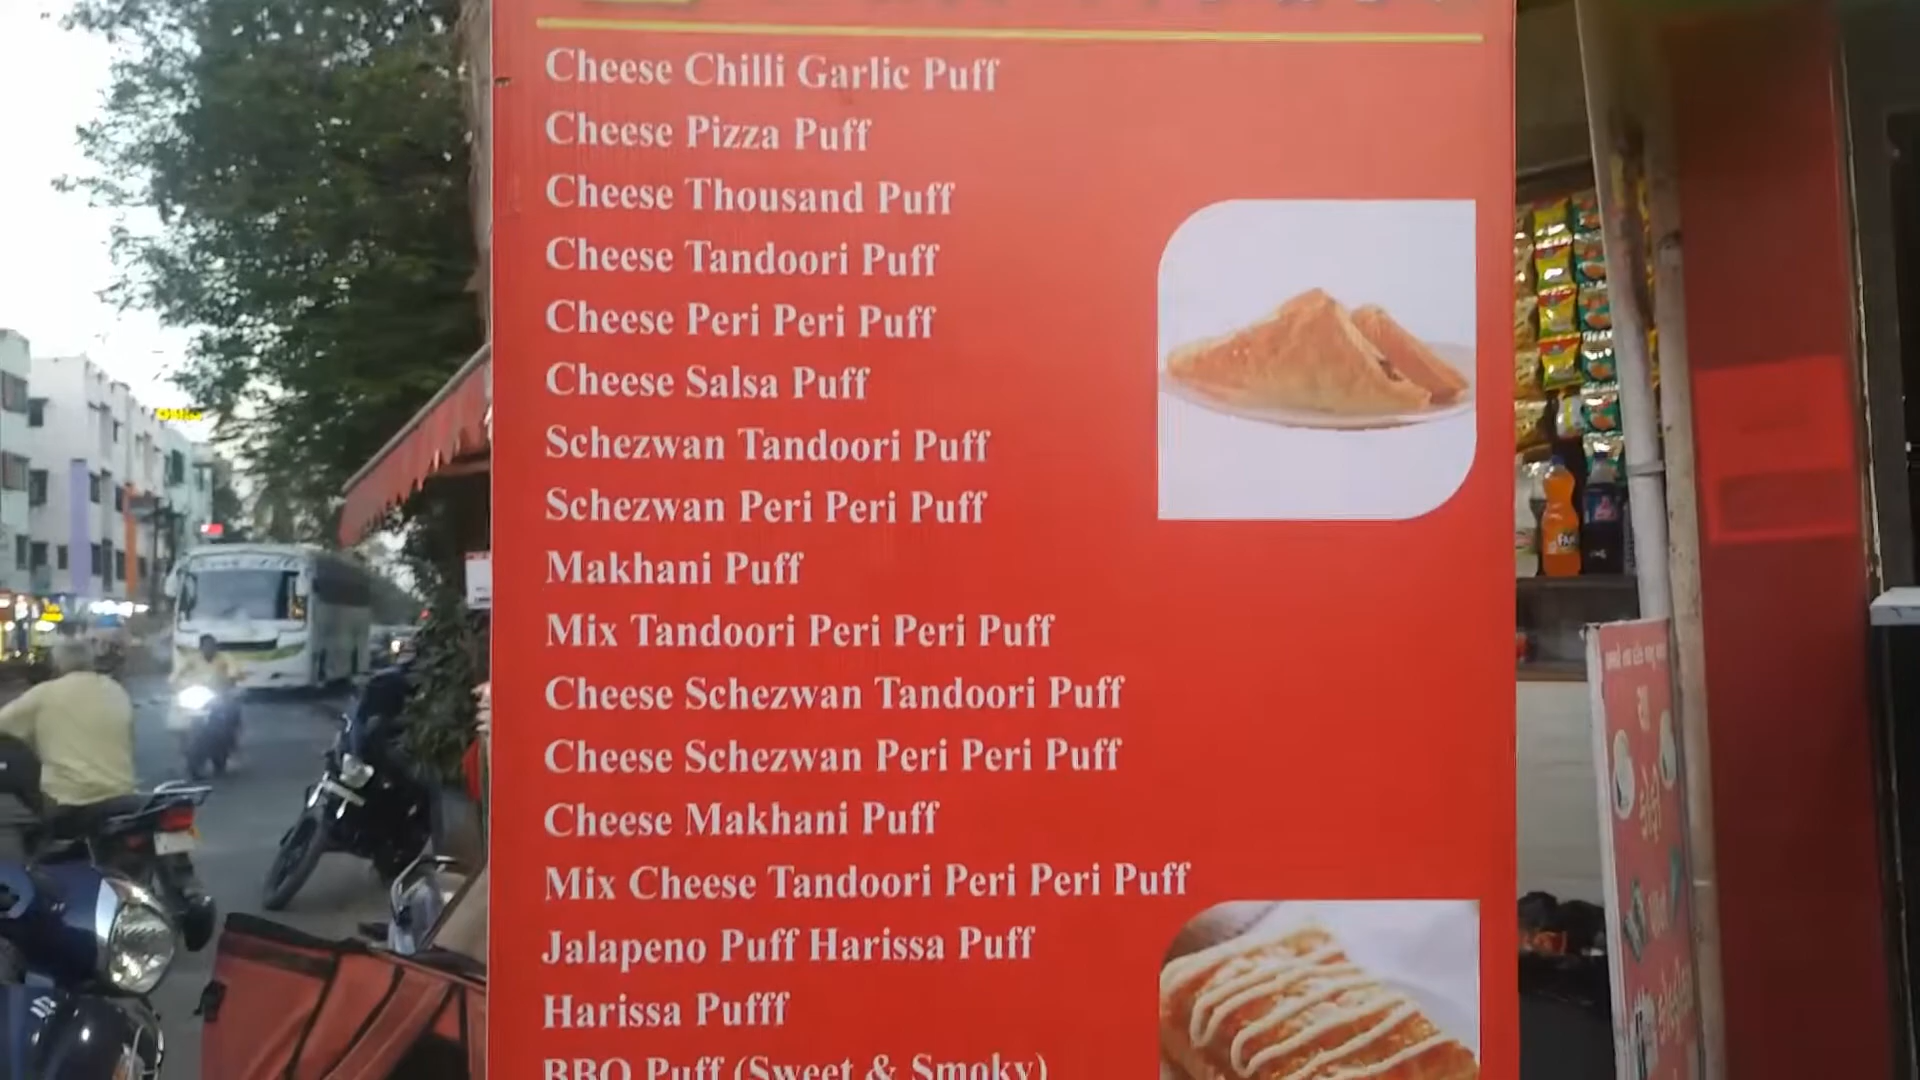 Cheese Chilli Garlic Puff
Cheese Pizza Puff
Cheese Thousand Puff
Cheese Tandoori Puff
Cheese Peri Peri Puff
Cheese Salsa Puff
Schezwan Tandoori Puff
Schezwan Peri Peri Puff
Makhani Puff
Mix Tandoori Peri Peri Puff
Cheese Schezwan Tandoori Puff
Cheese Schezwan Peri Peri Puff
Cheese Makhani Puff
Mix Cheese Tandoori Peri Peri Puff
Jalapeno Puff Harissa Puff
Harissa Pufff
BBQ Puff (Sweet & Smoky)